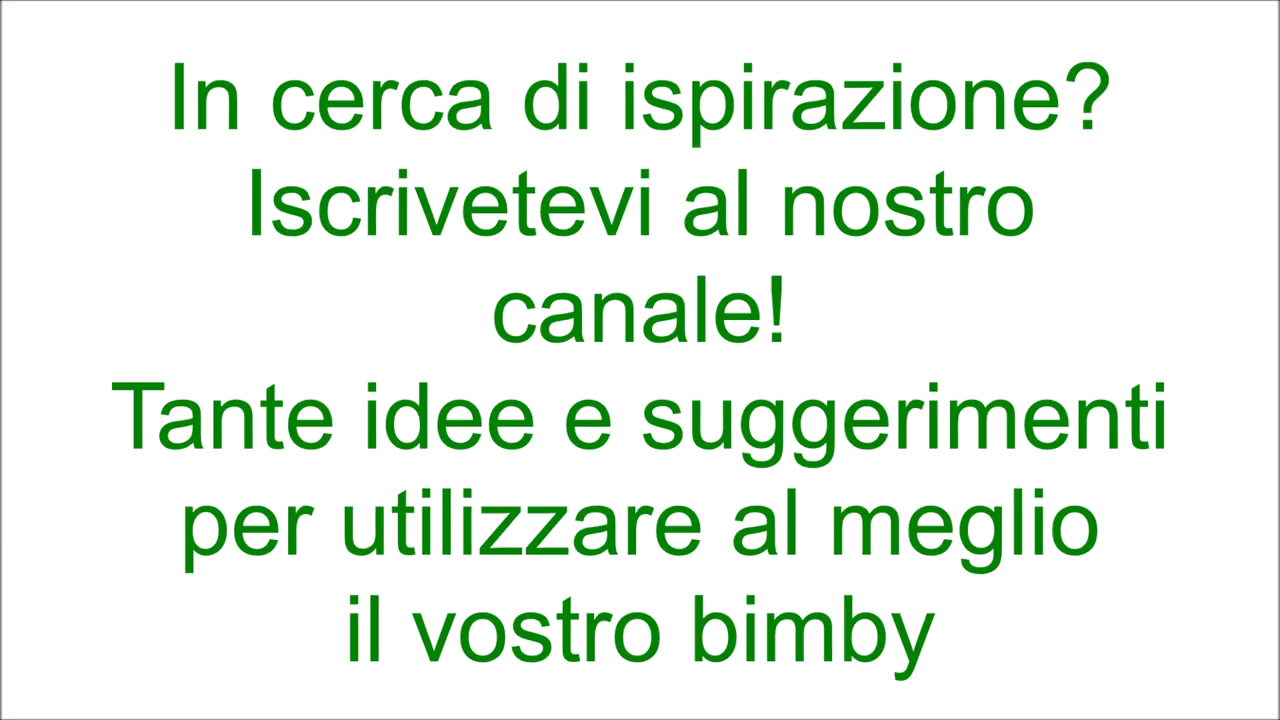 In cerca di ispirazione?
Iscrivetevi al nostro
canale!
Tante idee e suggerimenti
per utilizzare al meglio
il vostro bimby